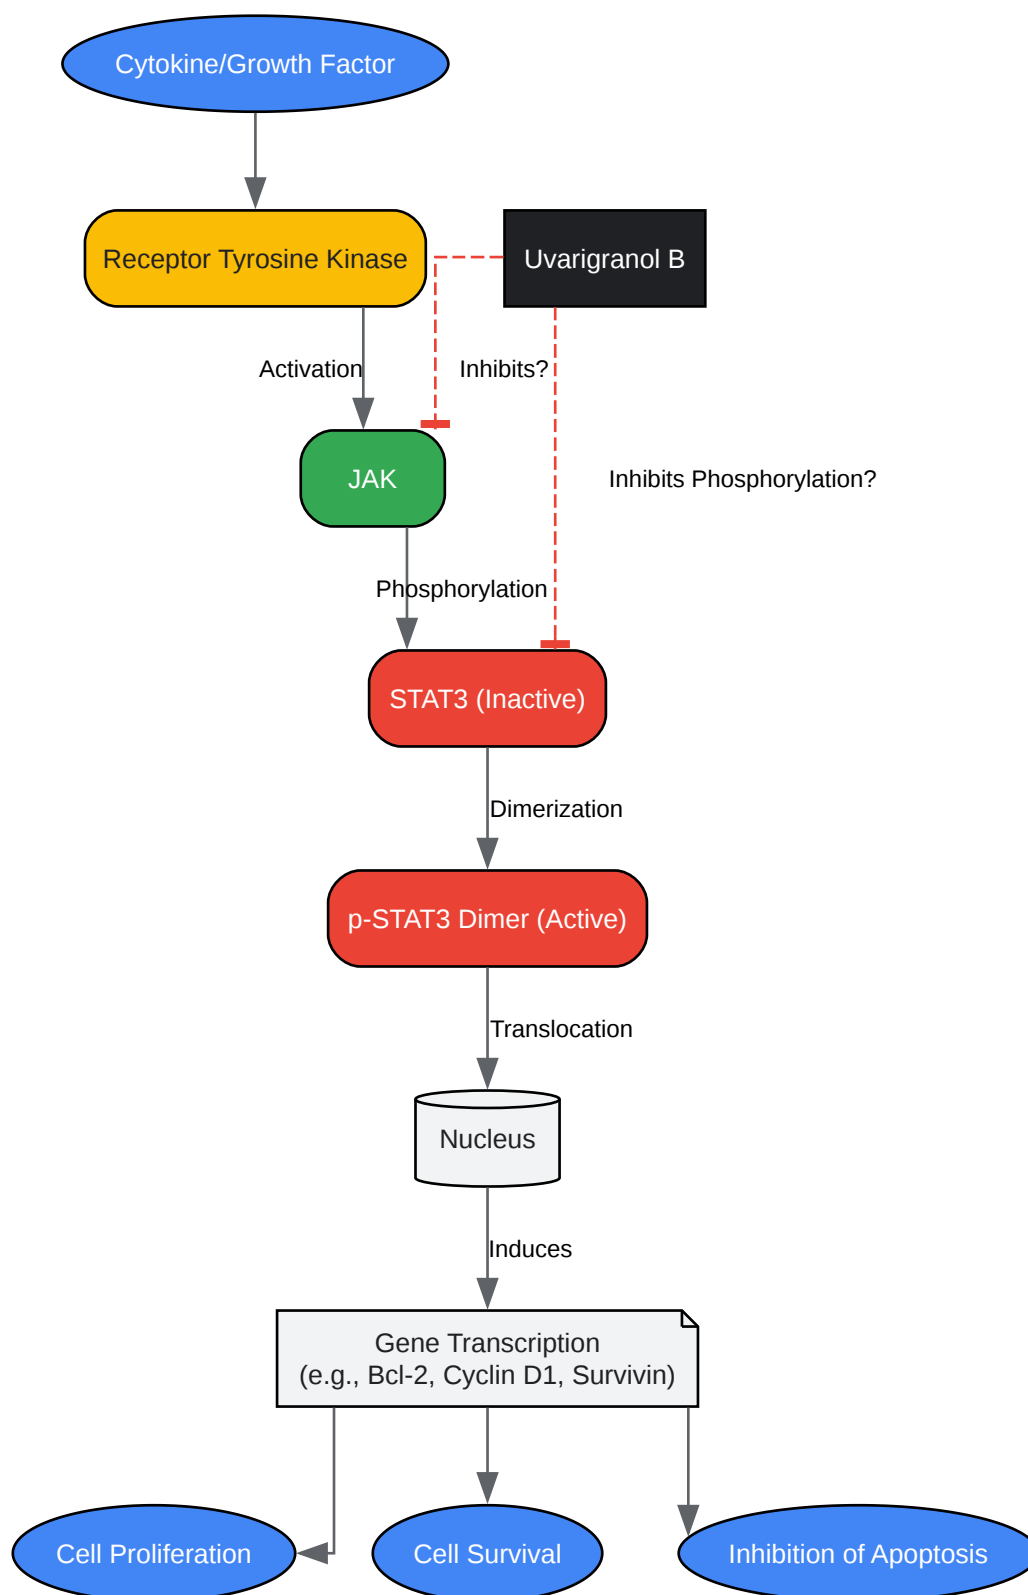 Cytokine/Growth Factor
Receptor Tyrosine Kinase
Uvarigranol B
Activation
Inhibits?
JAK
Inhibits Phosphorylation?
Phosphorylation
STAT3 (Inactive)
Dimerization
p-STAT3 Dimer (Active)
Translocation
Nucleus
Induces
Gene Transcription
(e.g., Bcl-2, Cyclin D1, Survivin)
Cell Proliferation
Cell Survival
Inhibition of Apoptosis